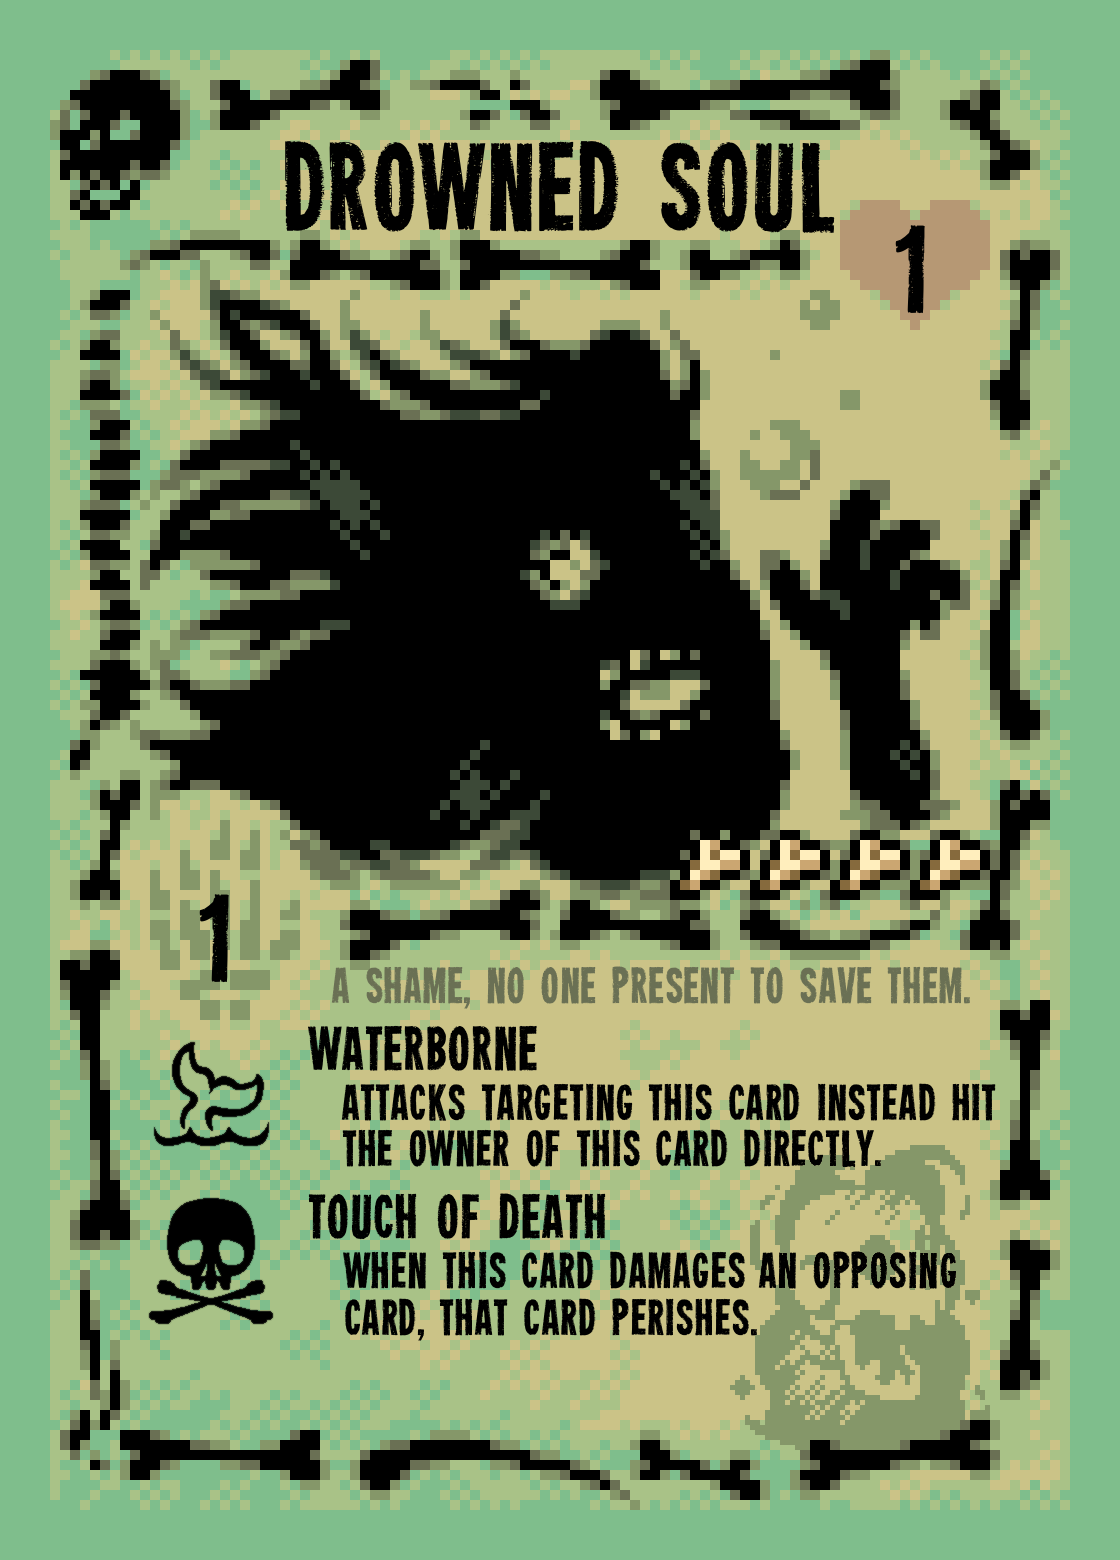 DROWNED SOUL
1
1
A SHAME, NO ONE PRESENT TO SAVE THEM.
WATERBORNE
ATTACKS TARGETING THIS CARD INSTEAD HIT
THE OWNER OF THIS CARD DIRECTLY.
TOUCH OF DEATH
WHEN THIS CARD DAMAGES AN OPPOSING
CARD, THAT CARD PERISHES.